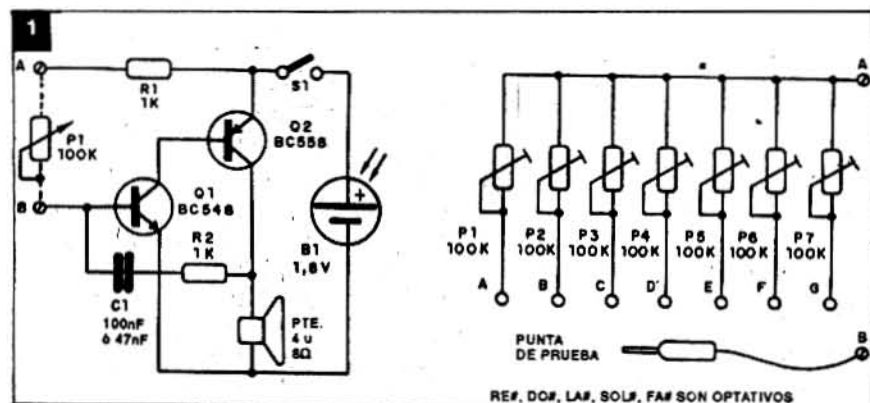 1
A
R1
1K
S1
P1
100K
Q2
BC558
B
Q1
BC548
R2
1K
+
B1
1,6V
C1
100nF
ó 47nF
PTE.
4 u
8Ω
A
P1
100K
P2
100K
P3
100K
P4
100K
P5
100K
P6
100K
P7
100K
A
B
C
D'
E
F
G
PUNTA
DE PRUEBA
B
RE#, DO#, LA#, SOL#, FA# SON OPTATIVOS